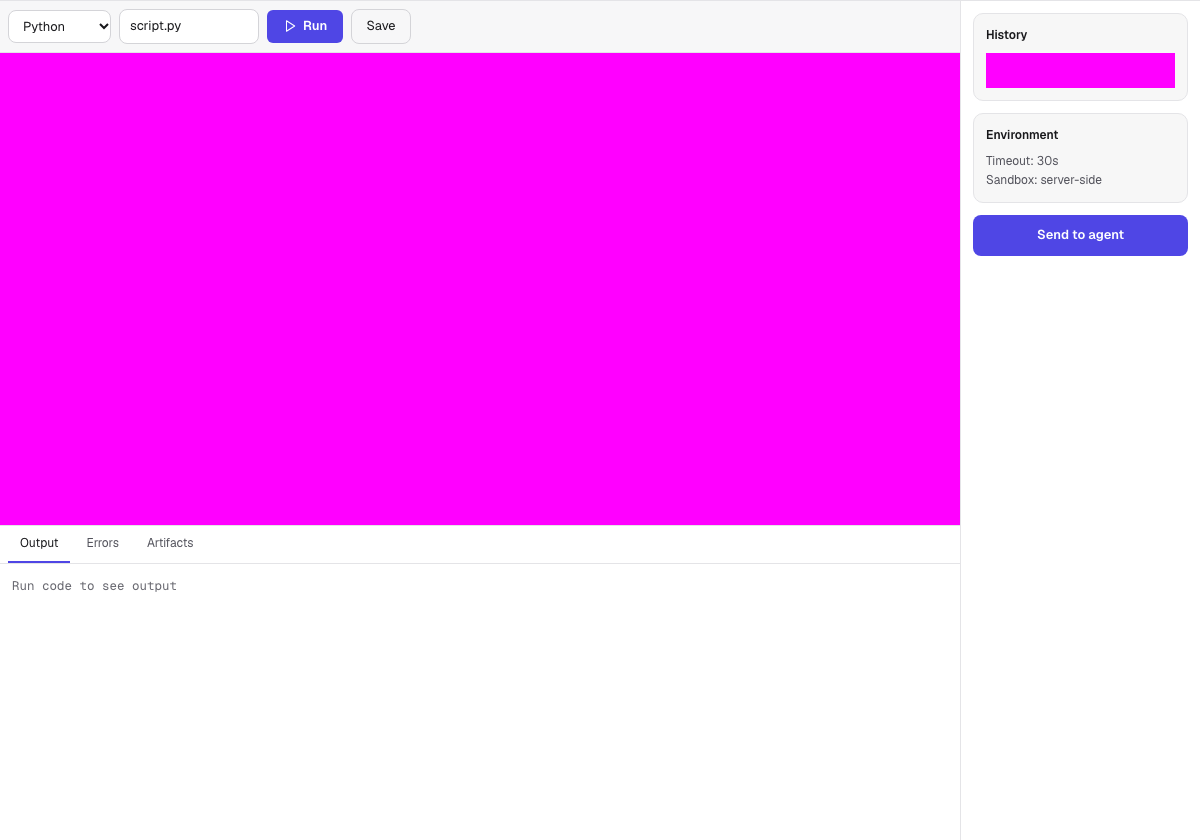 Python
script.py
Run
Save
Output
Errors
Artifacts
Run code to see output
History
Environment
Timeout: 30s
Sandbox: server-side
Send to agent